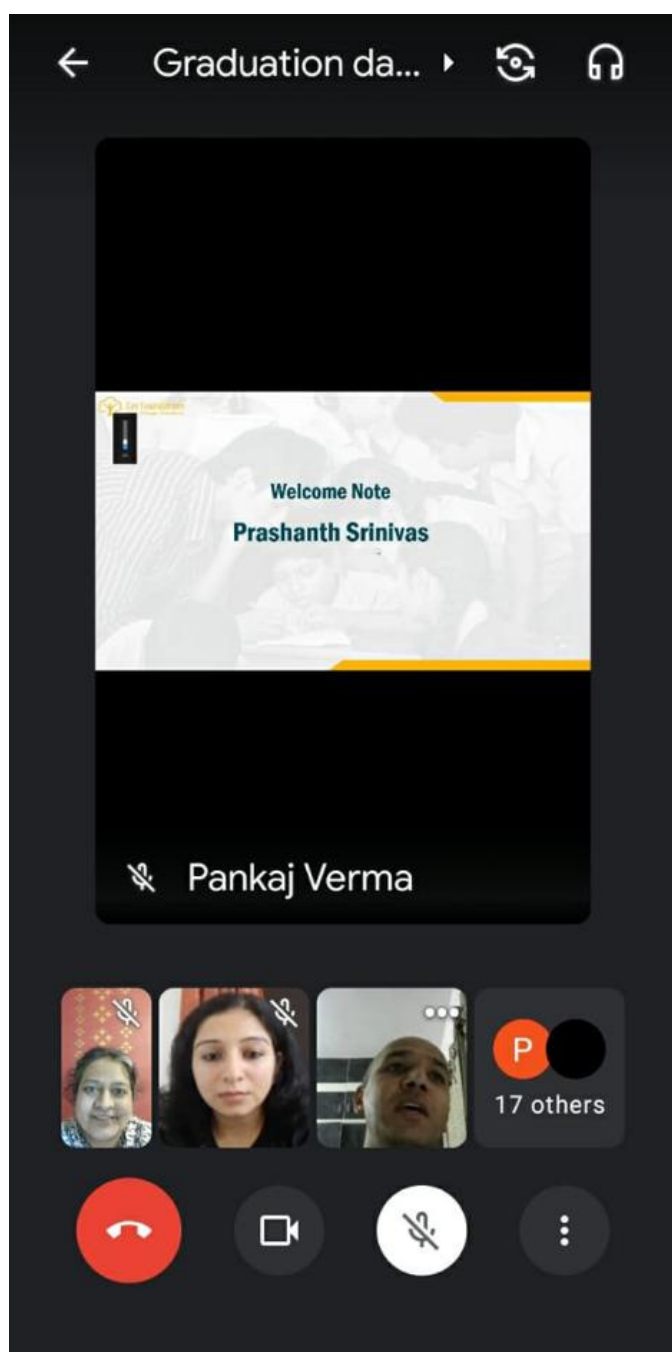 Graduation da...
Welcome Note
Prashanth Srinivas
Pankaj Verma
P
17 others